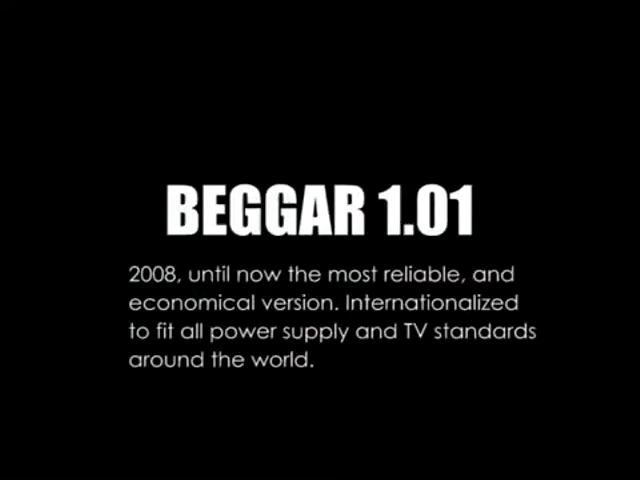 BEGGAR 1.01
2008, until now the most reliable, and
economical version. Internationalized
to fit all power supply and TV standards
around the world.